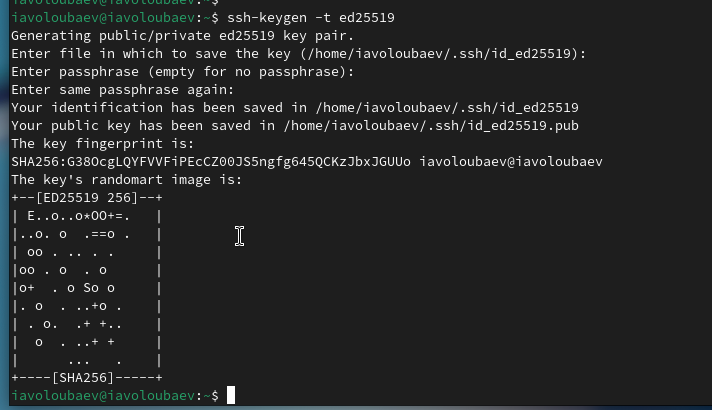 iavoloubaev@iavoloubaev:~$ ssh-keygen -t ed25519
Generating public/private ed25519 key pair.
Enter file in which to save the key (/home/iavoloubaev/.ssh/id_ed25519):
Enter passphrase (empty for no passphrase):
Enter same passphrase again:
Your identification has been saved in /home/iavoloubaev/.ssh/id_ed25519
Your public key has been saved in /home/iavoloubaev/.ssh/id_ed25519.pub
The key fingerprint is:
SHA256:G38OcgLQYFVVFiPEcCZ00JS5ngfg645QCKzJbxJGUUo iavoloubaev@iavoloubaev
The key's randomart image is:
+--[ED25519 256]--+
| E..o..o*OO+=.   |
|..o. o  .==o .   |
| oo . .. . .     |
|oo . o  . o      |
|o+  . o So o     |
|. o  . ..+o .    |
| . o.  .+ +..    |
|  o  . ..+ +     |
|      ...   .    |
+----[SHA256]-----+
iavoloubaev@iavoloubaev:~$